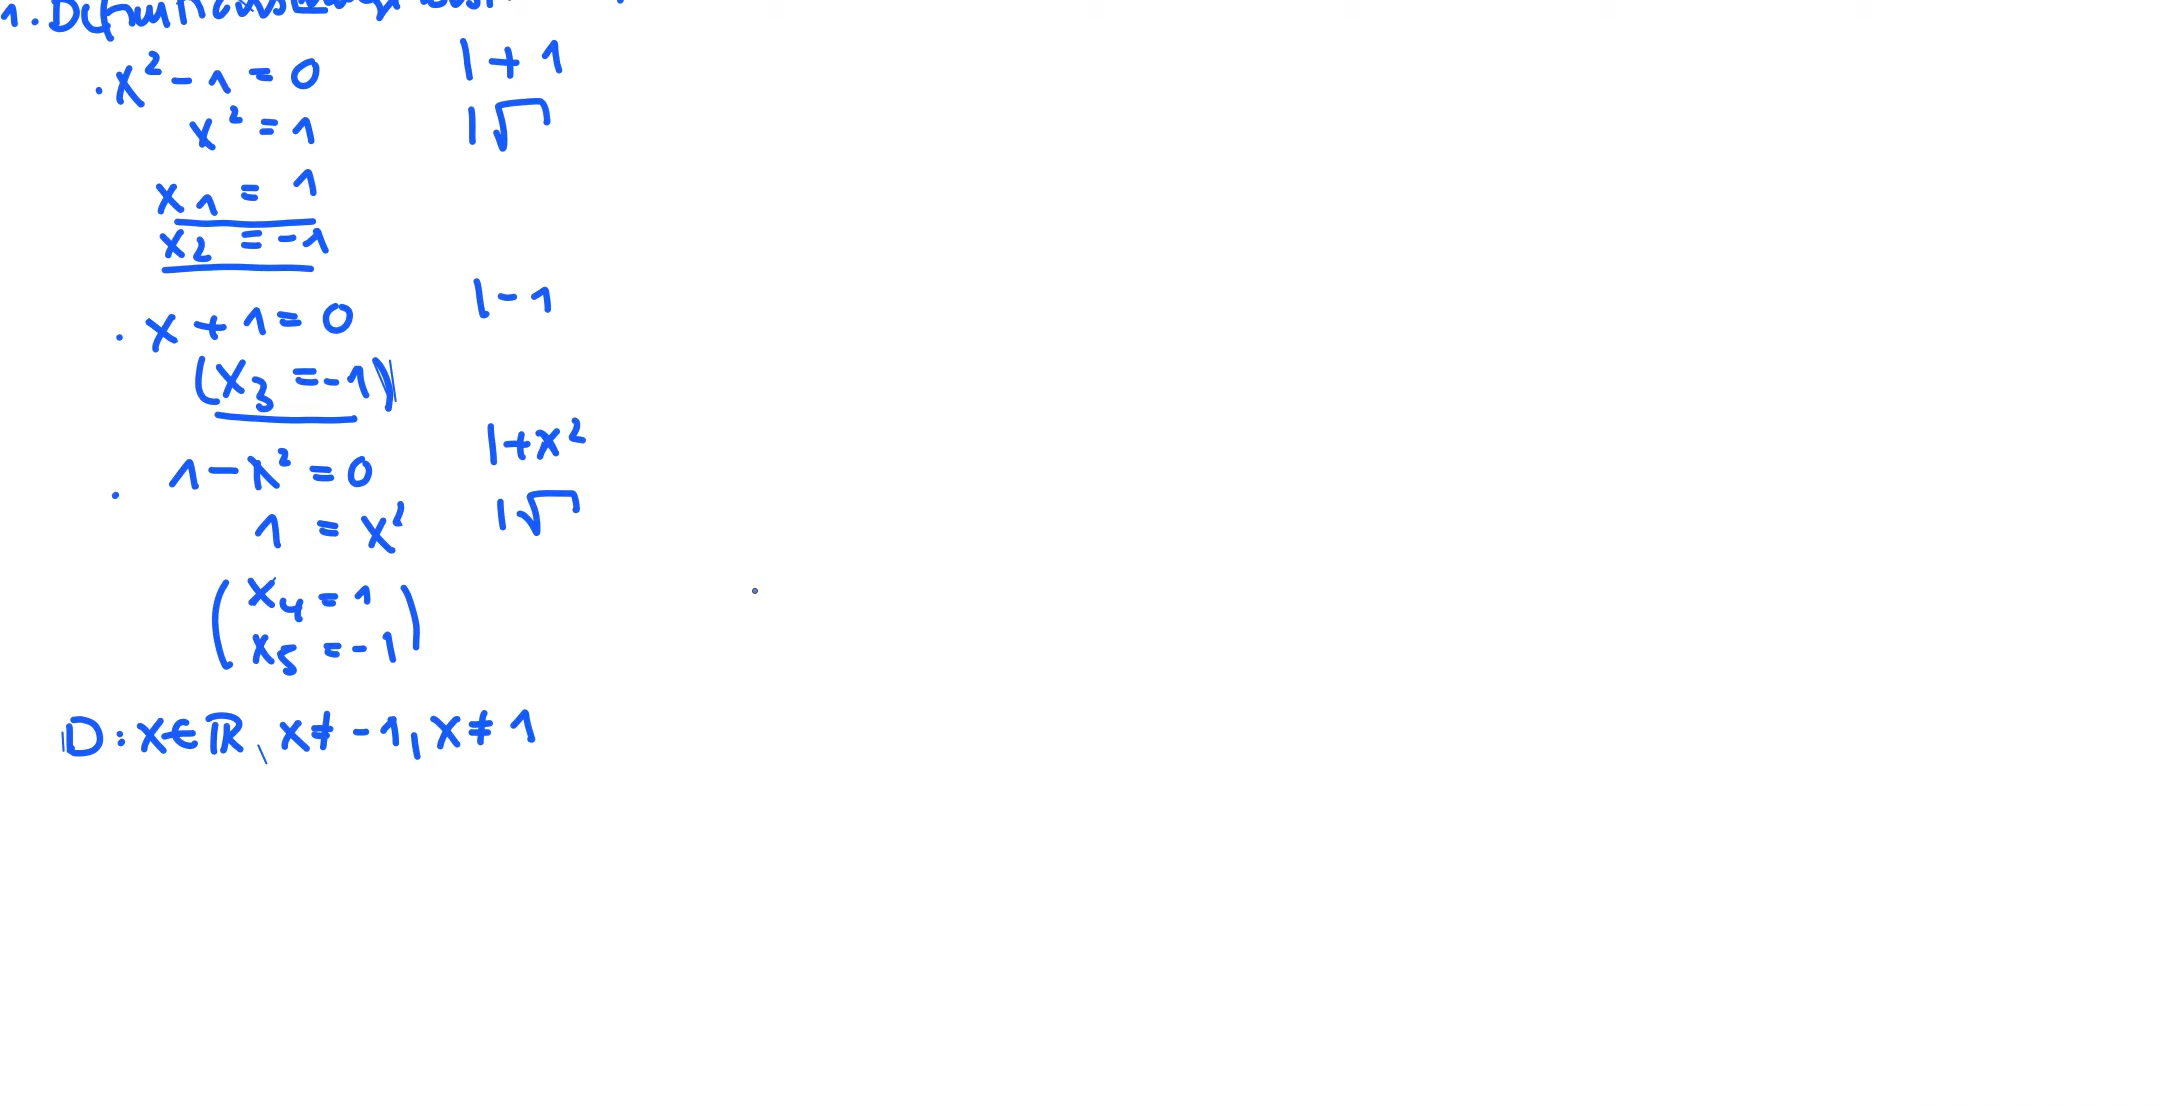 1.
· x² - 1 = 0 | + 1
x² = 1 | √
x₁ = 1
x₂ = -1
· x + 1 = 0 | - 1
(x₃ = -1)
· 1 - x² = 0 | + x²
1 = x² | √
( x₄ = 1
x₅ = -1 )
D : x ∈ ℝ, x ≠ -1, x ≠ 1